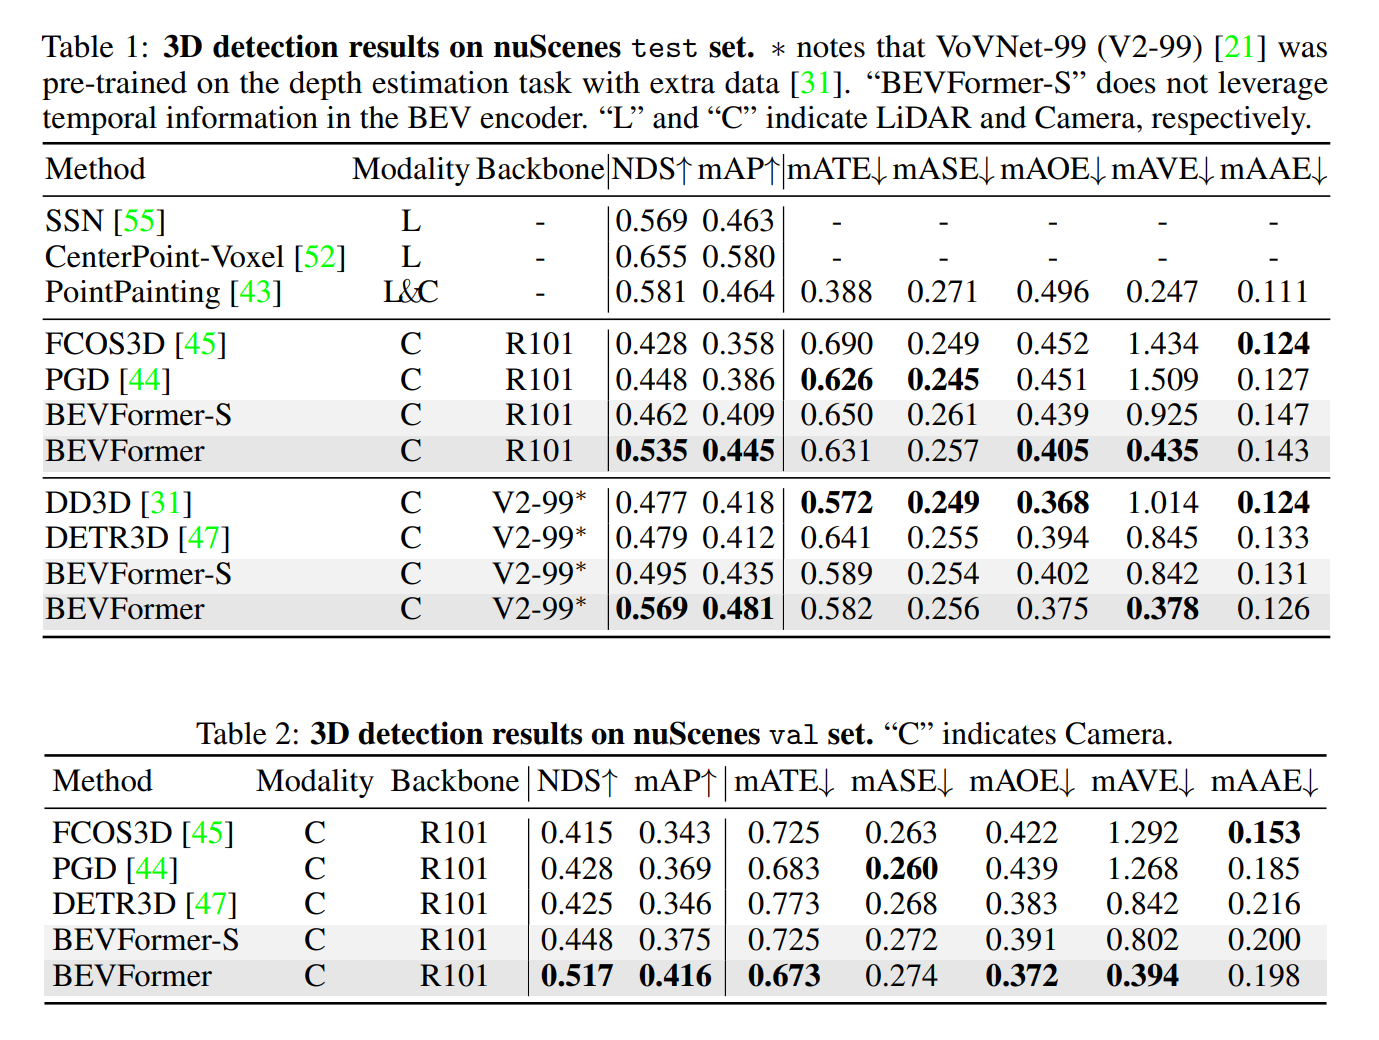 Table 1: 3D detection results on nuScenes test set. ∗ notes that VoVNet-99 (V2-99) [21] was
pre-trained on the depth estimation task with extra data [31]. “BEVFormer-S” does not leverage
temporal information in the BEV encoder. “L” and “C” indicate LiDAR and Camera, respectively.
Method Modality Backbone NDS↑ mAP↑ mATE↓ mASE↓ mAOE↓ mAVE↓ mAAE↓
SSN [55] L - 0.569 0.463 - - - - -
CenterPoint-Voxel [52] L - 0.655 0.580 - - - - -
PointPainting [43] L&C - 0.581 0.464 0.388 0.271 0.496 0.247 0.111
FCOS3D [45] C R101 0.428 0.358 0.690 0.249 0.452 1.434 0.124
PGD [44] C R101 0.448 0.386 0.626 0.245 0.451 1.509 0.127
BEVFormer-S C R101 0.462 0.409 0.650 0.261 0.439 0.925 0.147
BEVFormer C R101 0.535 0.445 0.631 0.257 0.405 0.435 0.143
DD3D [31] C V2-99* 0.477 0.418 0.572 0.249 0.368 1.014 0.124
DETR3D [47] C V2-99* 0.479 0.412 0.641 0.255 0.394 0.845 0.133
BEVFormer-S C V2-99* 0.495 0.435 0.589 0.254 0.402 0.842 0.131
BEVFormer C V2-99* 0.569 0.481 0.582 0.256 0.375 0.378 0.126
Table 2: 3D detection results on nuScenes val set. “C” indicates Camera.
Method Modality Backbone NDS↑ mAP↑ mATE↓ mASE↓ mAOE↓ mAVE↓ mAAE↓
FCOS3D [45] C R101 0.415 0.343 0.725 0.263 0.422 1.292 0.153
PGD [44] C R101 0.428 0.369 0.683 0.260 0.439 1.268 0.185
DETR3D [47] C R101 0.425 0.346 0.773 0.268 0.383 0.842 0.216
BEVFormer-S C R101 0.448 0.375 0.725 0.272 0.391 0.802 0.200
BEVFormer C R101 0.517 0.416 0.673 0.274 0.372 0.394 0.198